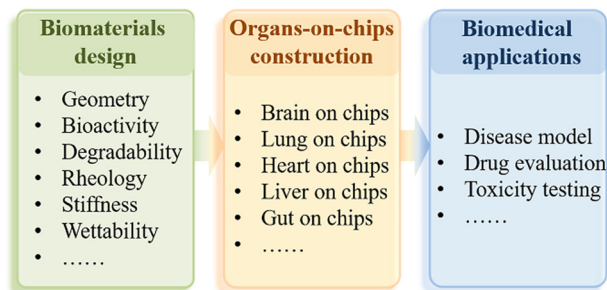 Biomaterials
design
• Geometry
• Bioactivity
• Degradability
• Rheology
• Stiffness
• Wettability
• ……
Organs-on-chips
construction
• Brain on chips
• Lung on chips
• Heart on chips
• Liver on chips
• Gut on chips
• ……
Biomedical
applications
• Disease model
• Drug evaluation
• Toxicity testing
• ……